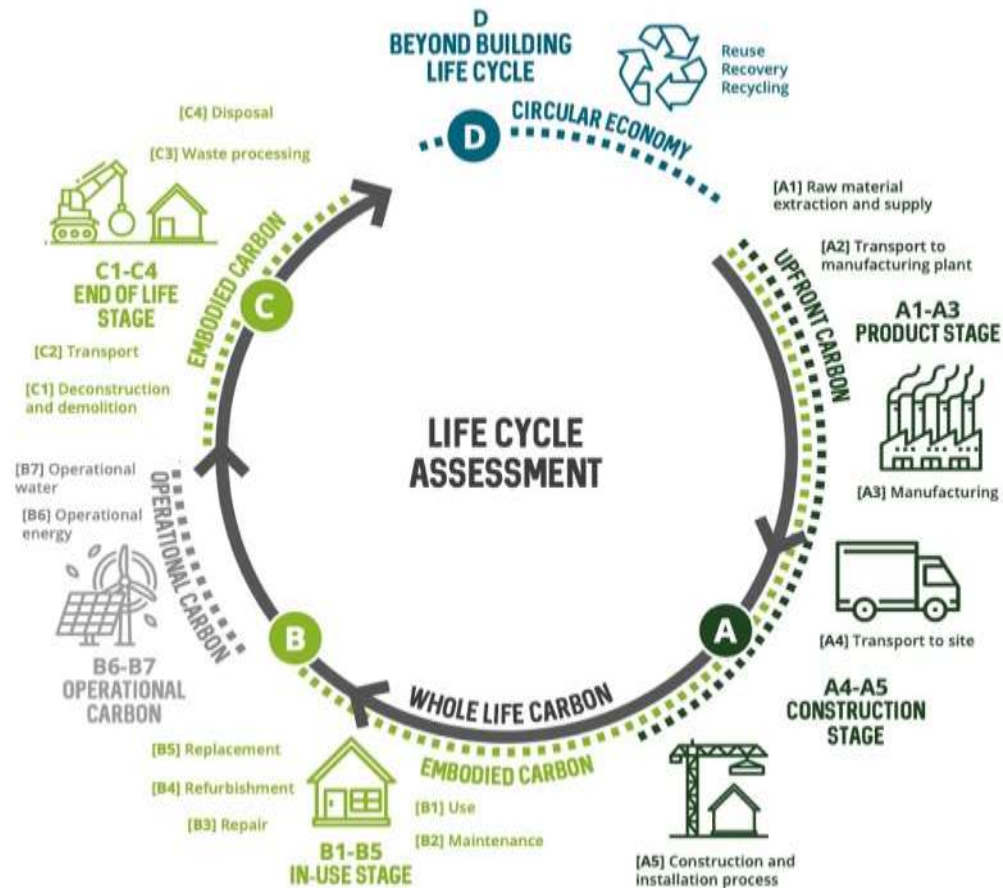 D
BEYOND BUILDING
LIFE CYCLE
Reuse
Recovery
Recycling
D
CIRCULAR ECONOMY
[A1] Raw material
extraction and supply
[A2] Transport to
manufacturing plant
UPFRONT CARBON
A1-A3
PRODUCT STAGE
[A3] Manufacturing
[A4] Transport to site
A
A4-A5
CONSTRUCTION
STAGE
[A5] Construction and
installation process
LIFE CYCLE
ASSESSMENT
WHOLE LIFE CARBON
EMBODIED CARBON
[B1] Use
[B2] Maintenance
B1-B5
IN-USE STAGE
[B3] Repair
[B4] Refurbishment
[B5] Replacement
B
B6-B7
OPERATIONAL
CARBON
OPERATIONAL CARBON
[B6] Operational
energy
[B7] Operational
water
[C1] Deconstruction
and demolition
[C2] Transport
C1-C4
END OF LIFE
STAGE
EMBODIED CARBON
C
[C3] Waste processing
[C4] Disposal